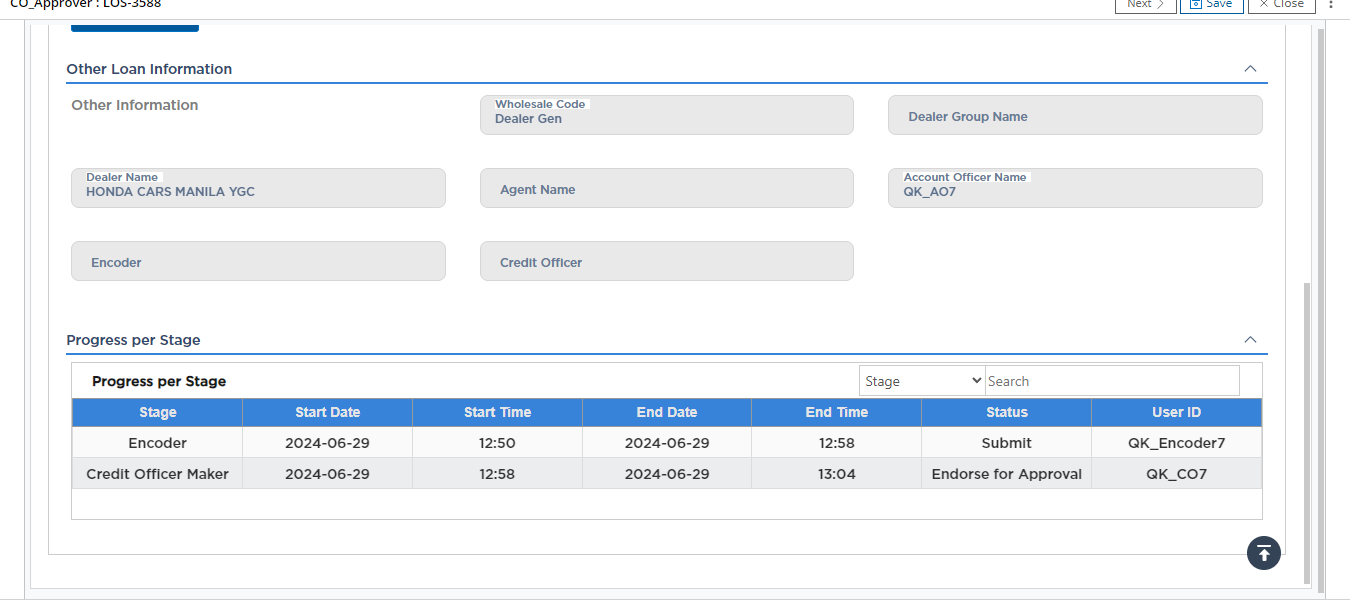 CO_Approver : LOS-3588
Next
Save
Close
Other Loan Information
Other Information
Wholesale Code
Dealer Gen
Dealer Group Name
Dealer Name
HONDA CARS MANILA YGC
Agent Name
Account Officer Name
QK_AO7
Encoder
Credit Officer
Progress per Stage
Progress per Stage
Stage
Search
Stage Start Date Start Time End Date End Time Status User ID
Encoder 2024-06-29 12:50 2024-06-29 12:58 Submit QK_Encoder7
Credit Officer Maker 2024-06-29 12:58 2024-06-29 13:04 Endorse for Approval QK_CO7